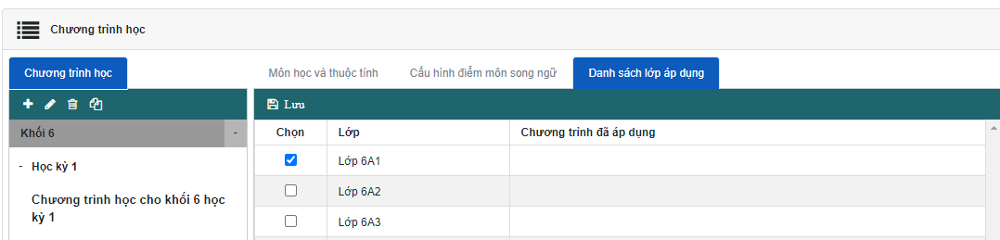 Chương trình học
Chương trình học
Môn học và thuộc tính
Cấu hình điểm môn song ngữ
Danh sách lớp áp dụng
Lưu
Khối 6
-
Chọn
Lớp
Chương trình đã áp dụng
- Học kỳ 1
Lớp 6A1
Chương trình học cho khối 6 học
kỳ 1
Lớp 6A2
Lớp 6A3